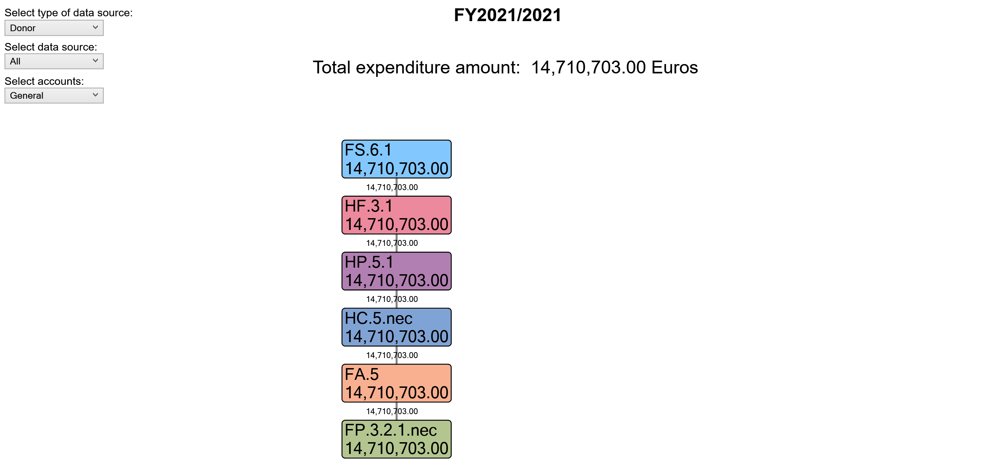 Select type of data source:
Donor
Select data source:
All
Select accounts:
General
FY2021/2021
Total expenditure amount: 14,710,703.00 Euros
FS.6.1
14,710,703.00
14,710,703.00
HF.3.1
14,710,703.00
14,710,703.00
HP.5.1
14,710,703.00
14,710,703.00
HC.5.nec
14,710,703.00
14,710,703.00
FA.5
14,710,703.00
14,710,703.00
FP.3.2.1.nec
14,710,703.00